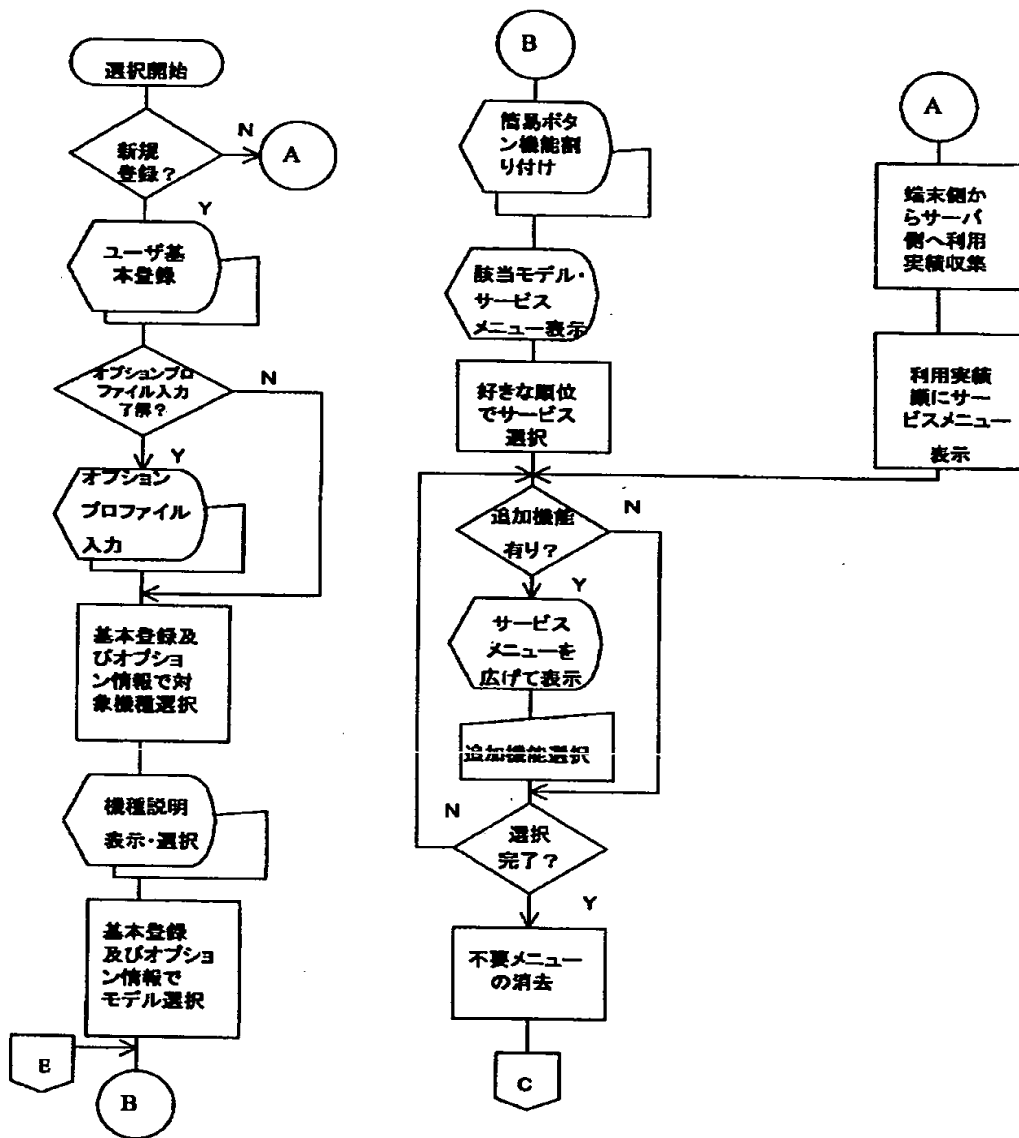 選択開始
新規
登録?
N
A
Y
ユーザ基
本登録
オプションプロ
ファイル入力
了解?
N
Y
オプション
プロファイル
入力
基本登録及
びオプショ
ン情報で対
象機種選択
機種説明
表示・選択
基本登録
及びオプショ
ン情報で
モデル選択
E
B
B
簡易ボタ
ン機能割
り付け
該当モデル・
サービス
メニュー表示
好きな順位
でサービス
選択
追加機能
有り?
N
Y
サービス
メニューを
広げて表示
追加機能選択
N
選択
完了?
Y
不要メニュー
の消去
C
A
端末側か
らサーバ
側へ利用
実績収集
利用実績
順にサー
ビスメニュー
表示